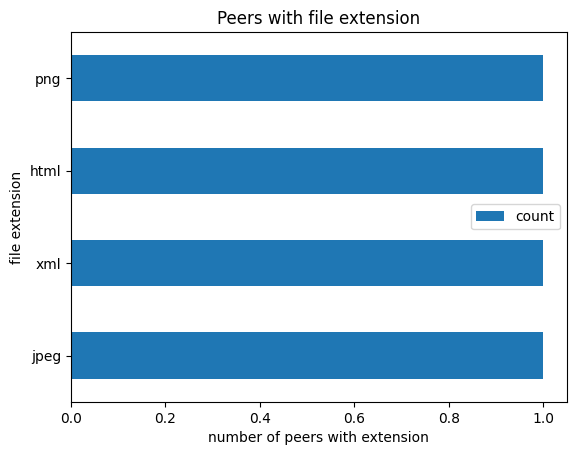 Peers with file extension
file extension
png
html
xml
jpeg
count
0.0 0.2 0.4 0.6 0.8 1.0
number of peers with extension